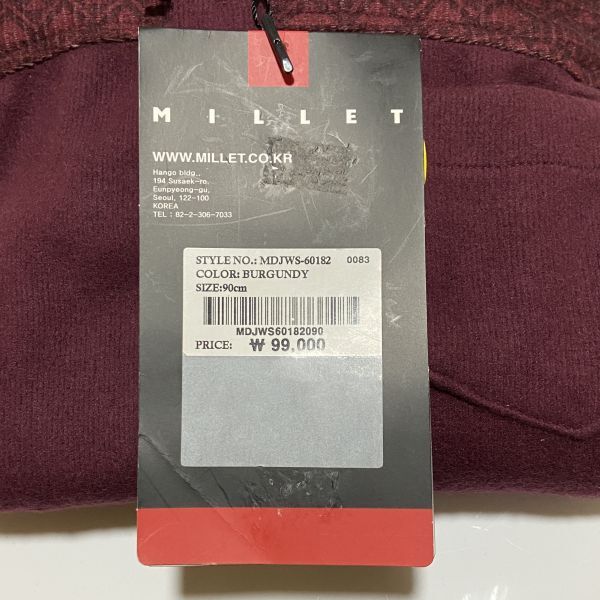 MILLET
WWW.MILLET.CO.KR
Hango bldg.,
194 Susaek-ro,
Eunpyeong-gu,
Seoul, 122-100
KOREA
TEL : 82-2-306-7033
STYLE NO.: MDJWS-60182 0083
COLOR: BURGUNDY
SIZE:90cm
MDJWS60182090
PRICE: ₩ 99,000